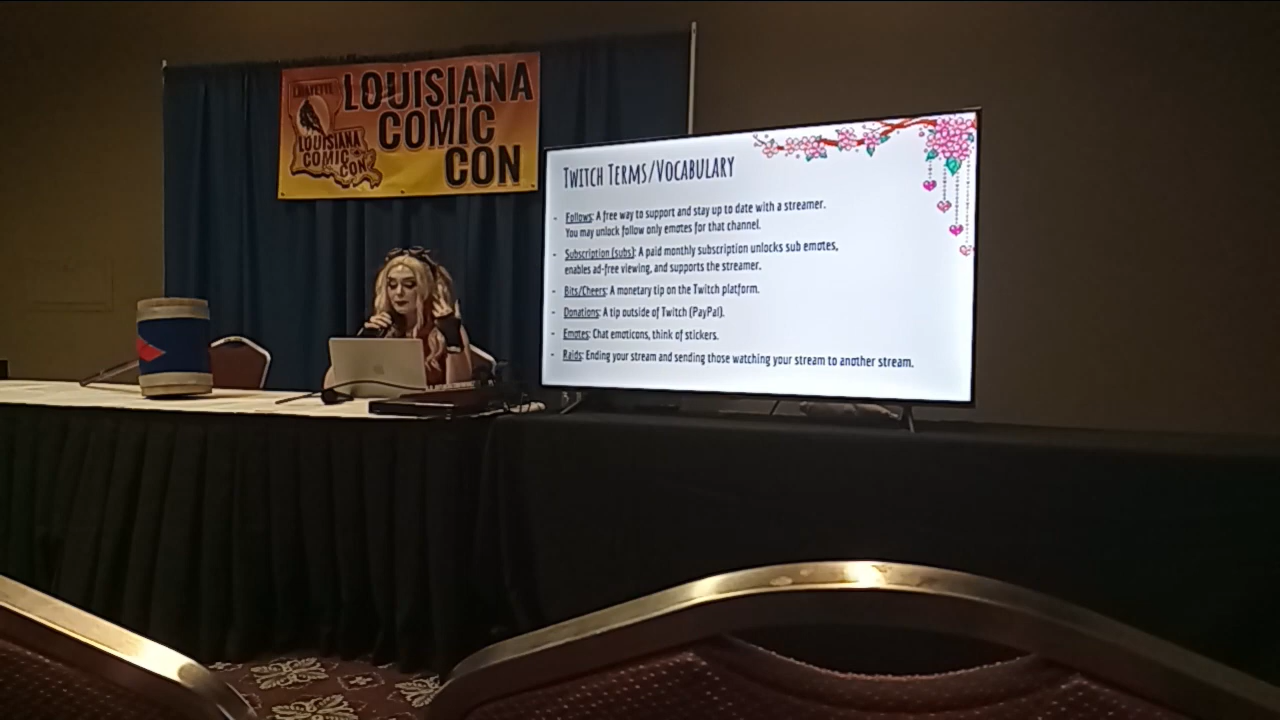 LAFAYETTE
LOUISIANA
COMIC
CON
LOUISIANA
COMIC
CON
TWITCH TERMS/VOCABULARY
- Follows: A free way to support and stay up to date with a streamer.
You may unlock follow only emotes for that channel.
- Subscription (subs): A paid monthly subscription unlocks sub emotes,
enables ad-free viewing, and supports the streamer.
- Bits/Cheers: A monetary tip on the Twitch platform.
- Donations: A tip outside of Twitch (PayPal).
- Emotes: Chat emoticons, think of stickers.
- Raids: Ending your stream and sending those watching your stream to another stream.